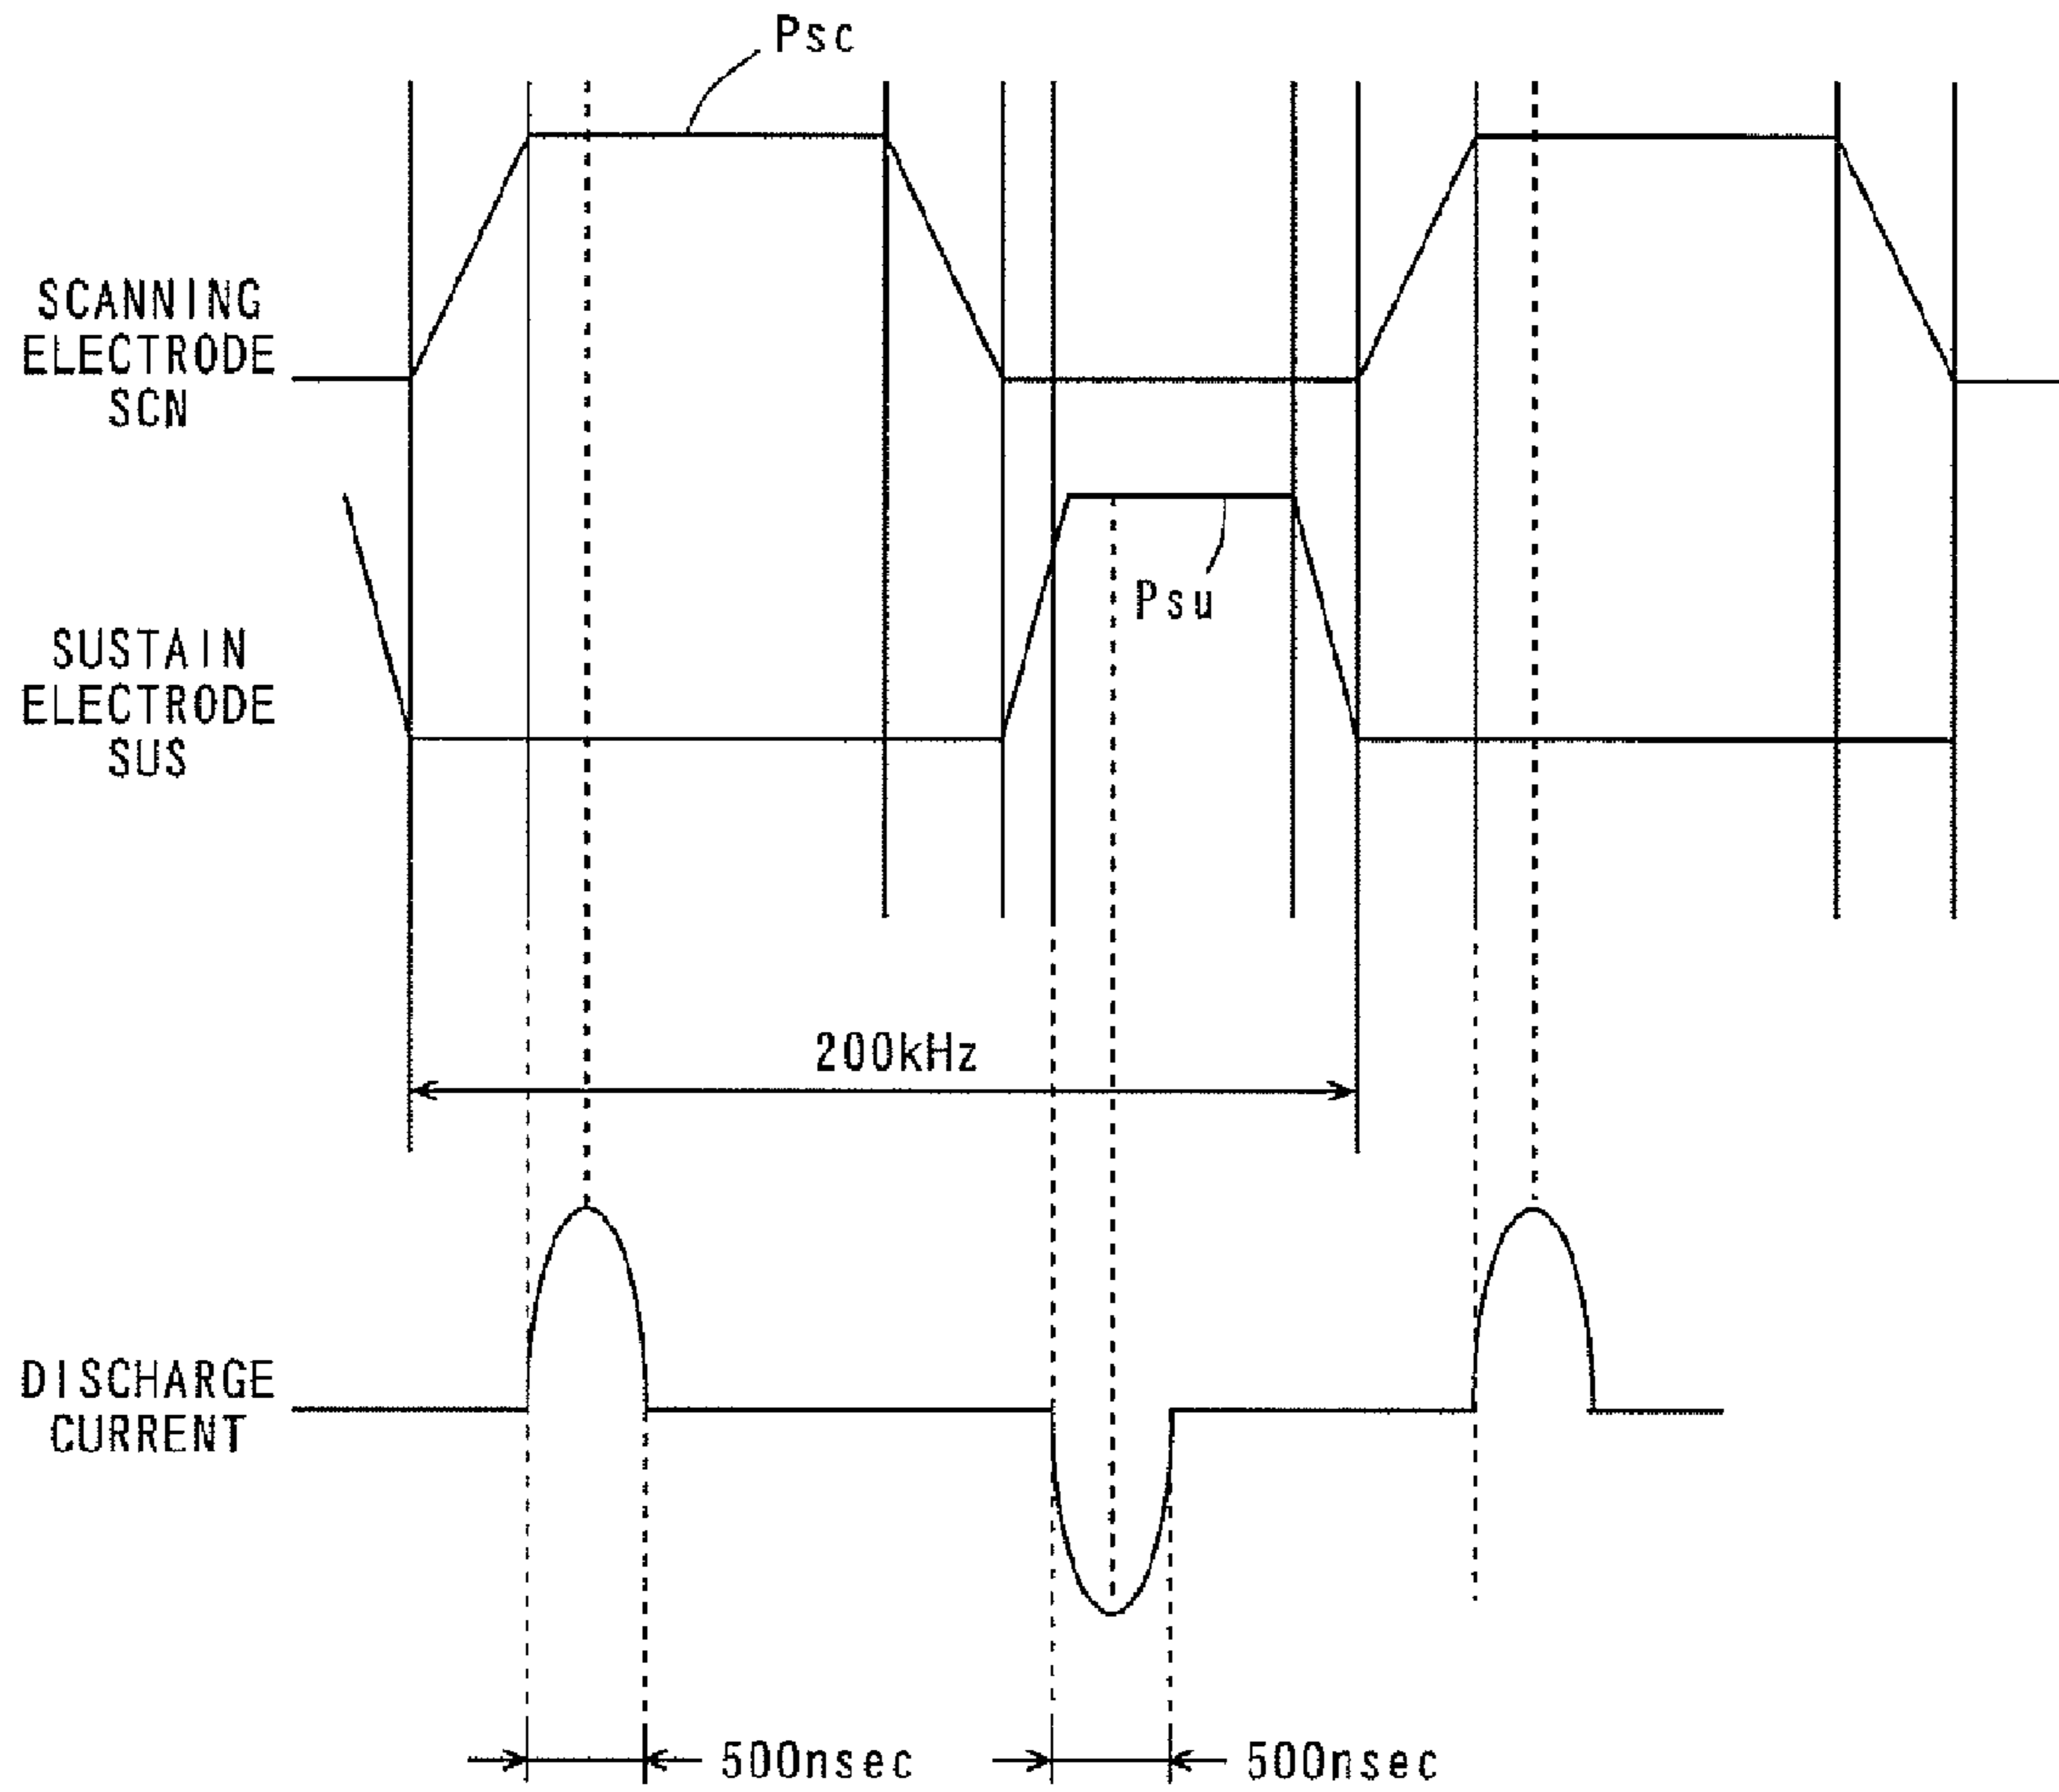 Psc
SCANNING
ELECTRODE
SCN
Psu
SUSTAIN
ELECTRODE
SUS
200kHz
DISCHARGE
CURRENT
500nsec
500nsec